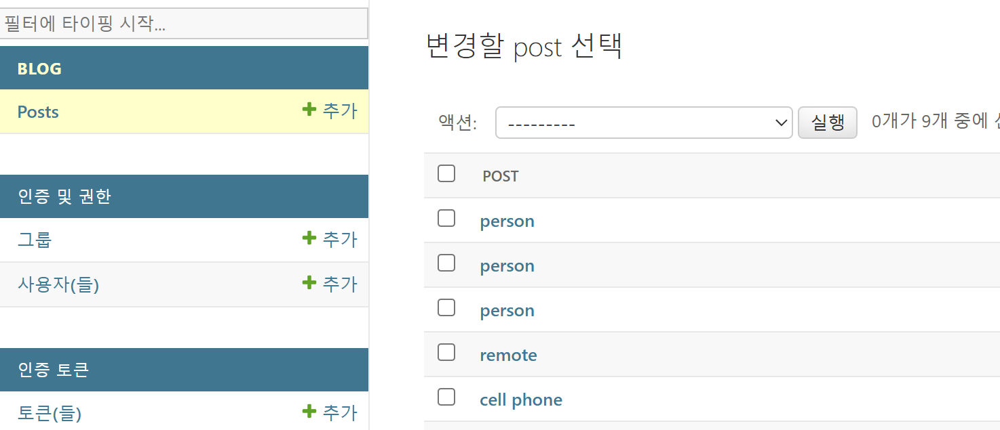 필터에 타이핑 시작...
BLOG
Posts
추가
인증 및 권한
그룹
추가
사용자(들)
추가
인증 토큰
토큰(들)
추가
변경할 post 선택
액션:
---------
실행
0개가 9개 중에
POST
person
person
person
remote
cell phone